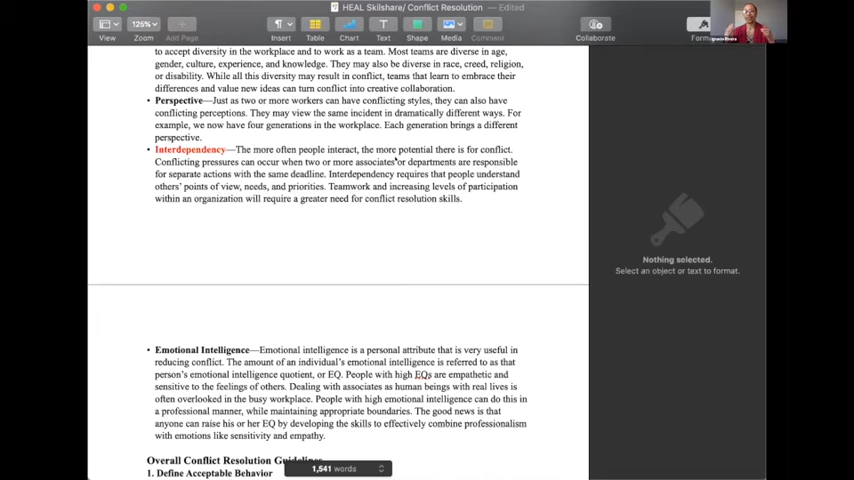 HEAL Skilshare/ Conflict Resolution — Edited
125%
View
Zoom
Add Page
Insert
Table
Chart
Text
Shape
Media
Comment
Collaborate
Form
to accept diversity in the workplace and to work as a team. Most teams are diverse in age,
gender, culture, experience, and knowledge. They may also be diverse in race, creed, religion,
or disability. While all this diversity may result in conflict, teams that learn to embrace their
differences and value new ideas can turn conflict into creative collaboration.
• Perspective—Just as two or more workers can have conflicting styles, they can also have
conflicting perceptions. They may view the same incident in dramatically different ways. For
example, we now have four generations in the workplace. Each generation brings a different
perspective.
• Interdependency—The more often people interact, the more potential there is for conflict.
Conflicting pressures can occur when two or more associates or departments are responsible
for separate actions with the same deadline. Interdependency requires that people understand
others' points of view, needs, and priorities. Teamwork and increasing levels of participation
within an organization will require a greater need for conflict resolution skills.
Nothing selected.
Select an object or text to format.
• Emotional Intelligence—Emotional intelligence is a personal attribute that is very useful in
reducing conflict. The amount of an individual's emotional intelligence is referred to as that
person's emotional intelligence quotient, or EQ. People with high EQs are empathetic and
sensitive to the feelings of others. Dealing with associates as human beings with real lives is
often overlooked in the busy workplace. People with high emotional intelligence can do this in
a professional manner, while maintaining appropriate boundaries. The good news is that
anyone can raise his or her EQ by developing the skills to effectively combine professionalism
with emotions like sensitivity and empathy.
Overall Conflict Resolution Guidelines
1. Define Acceptable Behavior
1,541 words